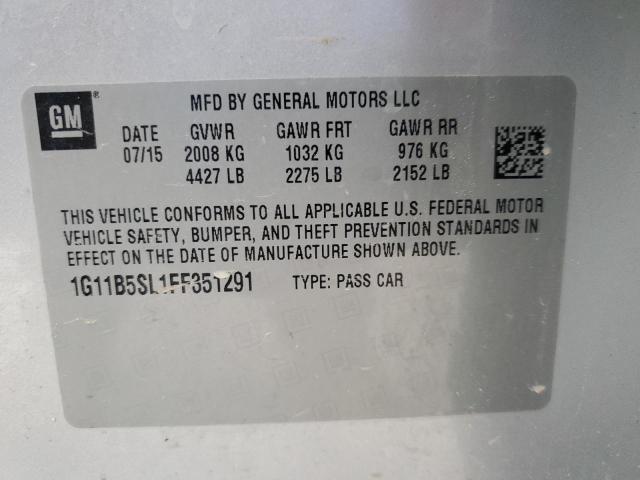 GM ®
MFD BY GENERAL MOTORS LLC
DATE GVWR GAWR FRT GAWR RR
07/15 2008 KG 1032 KG 976 KG
4427 LB 2275 LB 2152 LB
THIS VEHICLE CONFORMS TO ALL APPLICABLE U.S. FEDERAL MOTOR
VEHICLE SAFETY, BUMPER, AND THEFT PREVENTION STANDARDS IN
EFFECT ON THE DATE OF MANUFACTURE SHOWN ABOVE.
1G11B5SL1FF351291 TYPE: PASS CAR